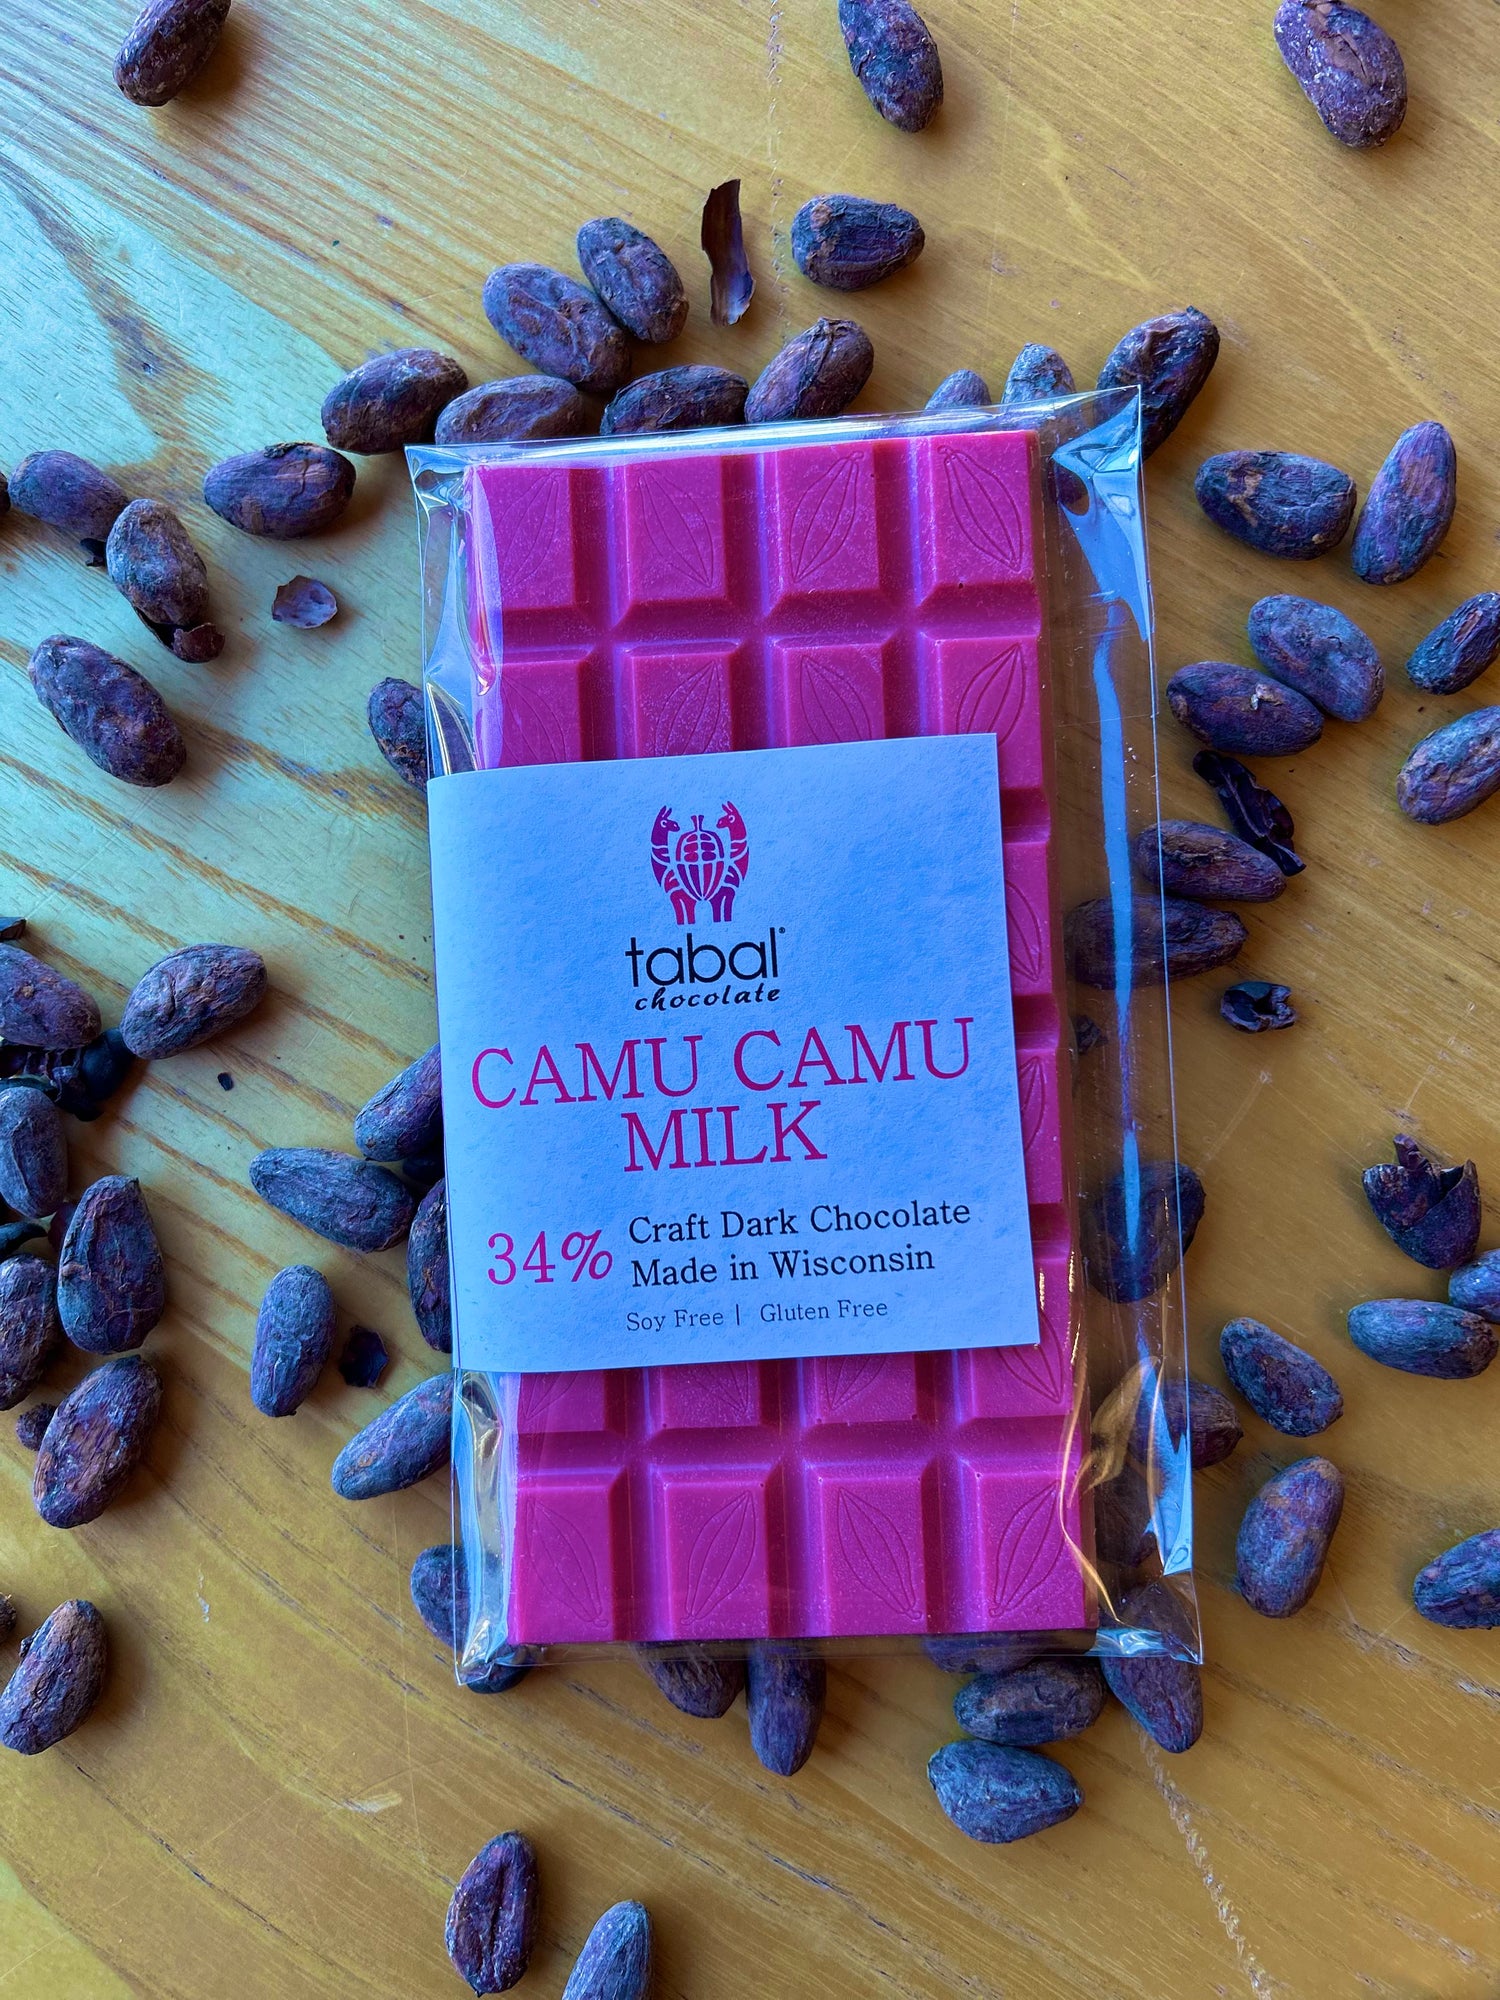 tabal®
chocolate
CAMU CAMU
MILK
34%
Craft Dark Chocolate
Made in Wisconsin
Soy Free | Gluten Free